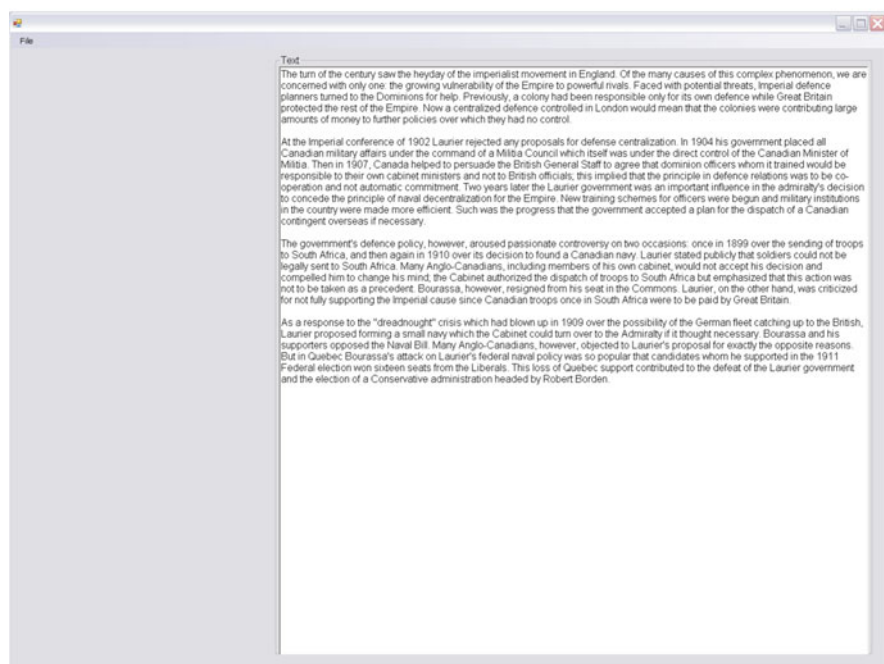 File
Text
The turn of the century saw the heyday of the imperialist movement in England. Of the many causes of this complex phenomenon, we are
concerned with only one: the growing vulnerability of the Empire to powerful rivals. Faced with potential threats, Imperial defence
planners turned to the Dominions for help. Previously, a colony had been responsible only for its own defence while Great Britain
protected the rest of the Empire. Now a centralized defence controlled in London would mean that the colonies were contributing large
amounts of money to further policies over which they had no control.
At the Imperial conference of 1902 Laurier rejected any proposals for defense centralization. In 1904 his government placed all
Canadian military affairs under the command of a Militia Council which itself was under the direct control of the Canadian Minister of
Militia. Then in 1907, Canada helped to persuade the British General Staff to agree that dominion officers whom it trained would be
responsible to their own cabinet ministers and not to British officials; this implied that the principle in defence relations was to be co-
operation and not automatic commitment. Two years later the Laurier government was an important influence in the admiralty's decision
to concede the principle of naval decentralization for the Empire. New training schemes for officers were begun and military institutions
in the country were made more efficient. Such was the progress that the government accepted a plan for the dispatch of a Canadian
contingent overseas if necessary.
The government's defence policy, however, aroused passionate controversy on two occasions: once in 1899 over the sending of troops
to South Africa, and then again in 1910 over its decision to found a Canadian navy. Laurier stated publicly that soldiers could not be
legally sent to South Africa. Many Anglo-Canadians, including members of his own cabinet, would not accept his decision and
compelled him to change his mind; the Cabinet authorized the dispatch of troops to South Africa but emphasized that this action was
not to be taken as a precedent. Bourassa, however, resigned from his seat in the Commons. Laurier, on the other hand, was criticized
for not fully supporting the Imperial cause since Canadian troops once in South Africa were to be paid by Great Britain.
As a response to the "dreadnought" crisis which had blown up in 1909 over the possibility of the German fleet catching up to the British,
Laurier proposed forming a small navy which the Cabinet could turn over to the Admiralty if it thought necessary. Bourassa and his
supporters opposed the Naval Bill. Many Anglo-Canadians, however, objected to Laurier's proposal for exactly the opposite reasons.
But in Quebec Bourassa's attack on Laurier's federal naval policy was so popular that candidates whom he supported in the 1911
Federal election won sixteen seats from the Liberals. This loss of Quebec support contributed to the defeat of the Laurier government
and the election of a Conservative administration headed by Robert Borden.